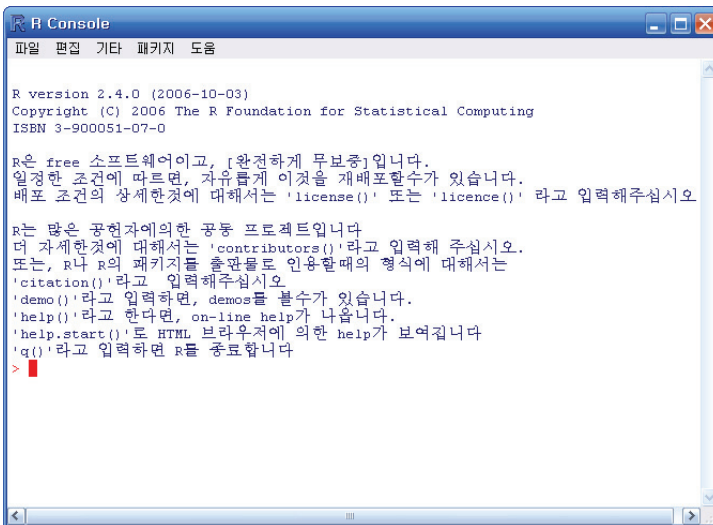 R Console
파일 편집 기타 패키지 도움
R version 2.4.0 (2006-10-03)
Copyright (C) 2006 The R Foundation for Statistical Computing
ISBN 3-900051-07-0
R은 free 소프트웨어이고, [완전하게 무보증]입니다.
일정한 조건에 따르면, 자유롭게 이것을 재배포할수가 있습니다.
배포 조건의 상세한것에 대해서는 'license()' 또는 'licence()' 라고 입력해주십시오
R는 많은 공헌자에의한 공동 프로젝트입니다
더 자세한것에 대해서는 'contributors()'라고 입력해 주십시오.
또는, R나 R의 패키지를 출판물로 인용할때의 형식에 대해서는
'citation()'라고 입력해주십시오
'demo()'라고 입력하면, demos를 볼수가 있습니다.
'help()'라고 한다면, on-line help가 나옵니다.
'help.start()'로 HTML 브라우저에 의한 help가 보여집니다
'q()'라고 입력하면 R를 종료합니다
>